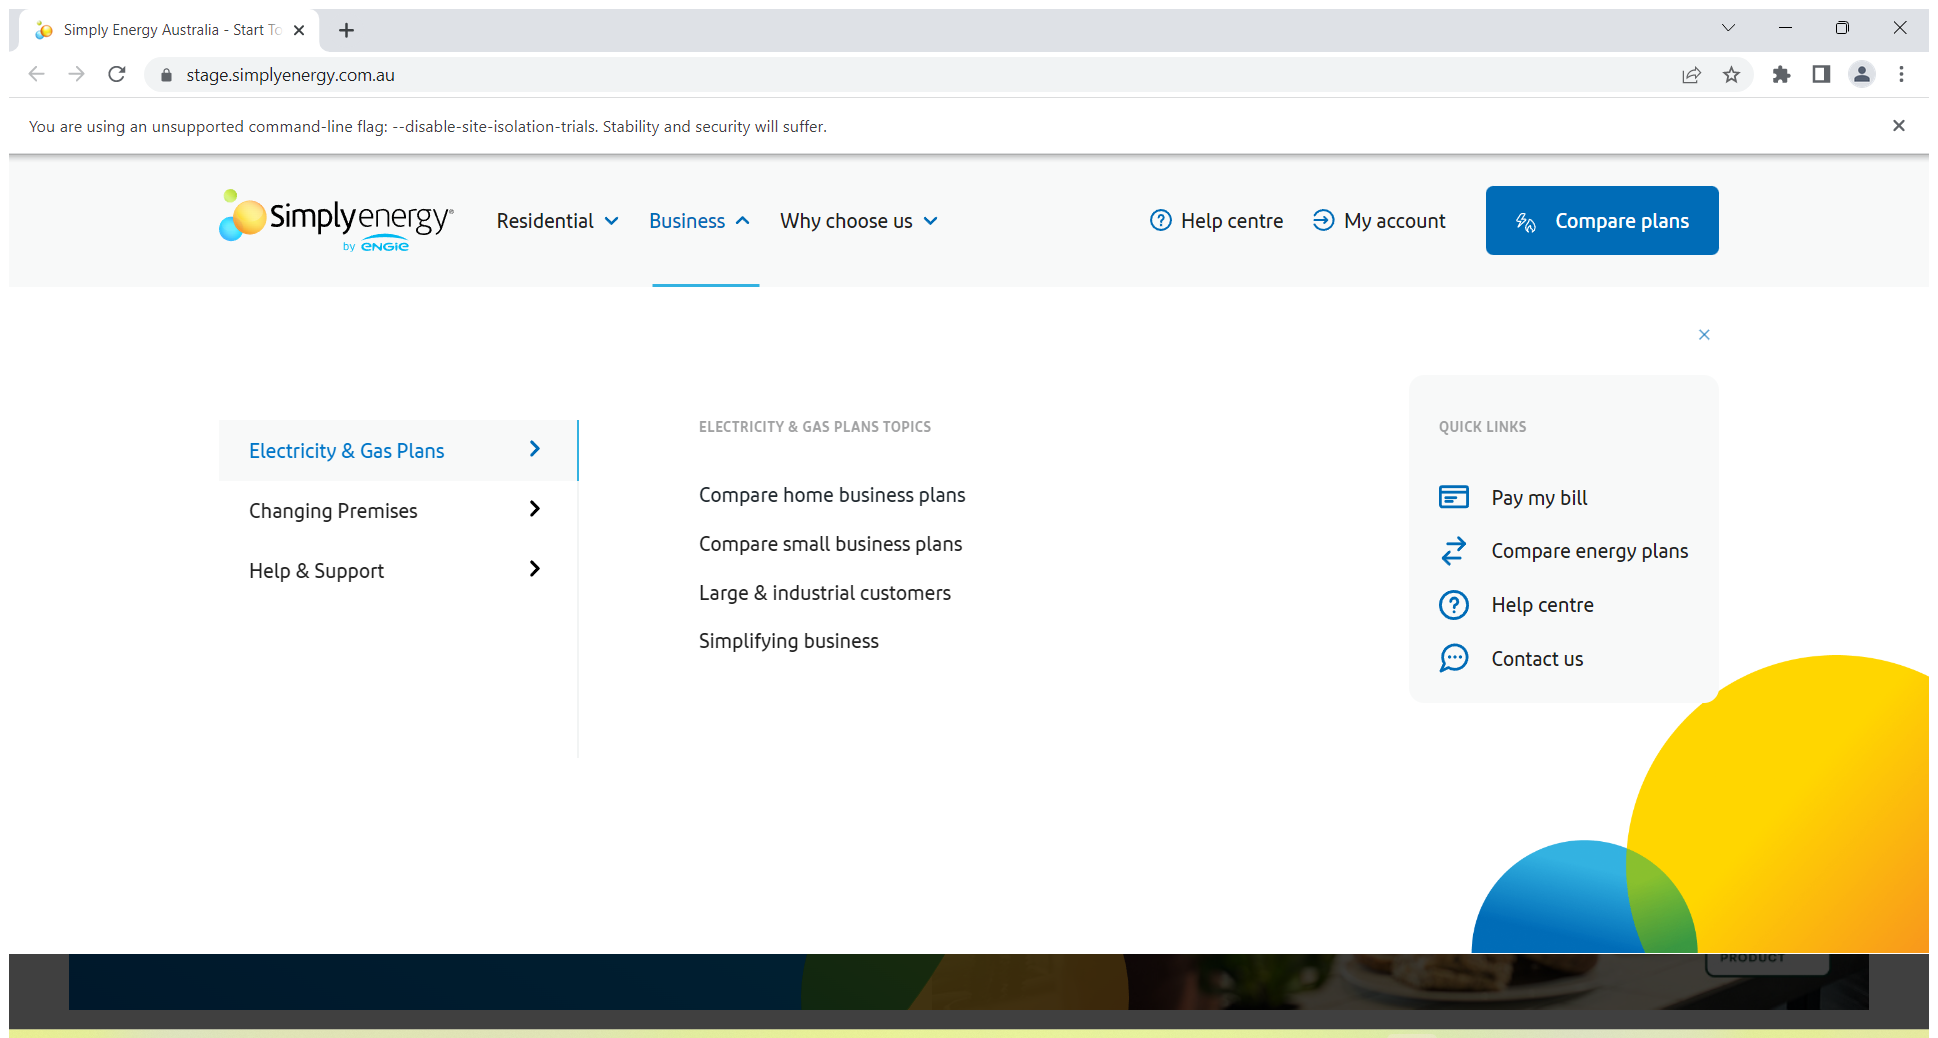 Simply Energy Australia - Start To
stage.simplyenergy.com.au
You are using an unsupported command-line flag: --disable-site-isolation-trials. Stability and security will suffer.
Simplyenergy®
by ENGIE
Residential
Business
Why choose us
Help centre
My account
Compare plans
Electricity & Gas Plans
Changing Premises
Help & Support
ELECTRICITY & GAS PLANS TOPICS
Compare home business plans
Compare small business plans
Large & industrial customers
Simplifying business
QUICK LINKS
Pay my bill
Compare energy plans
Help centre
Contact us
PRODUCT